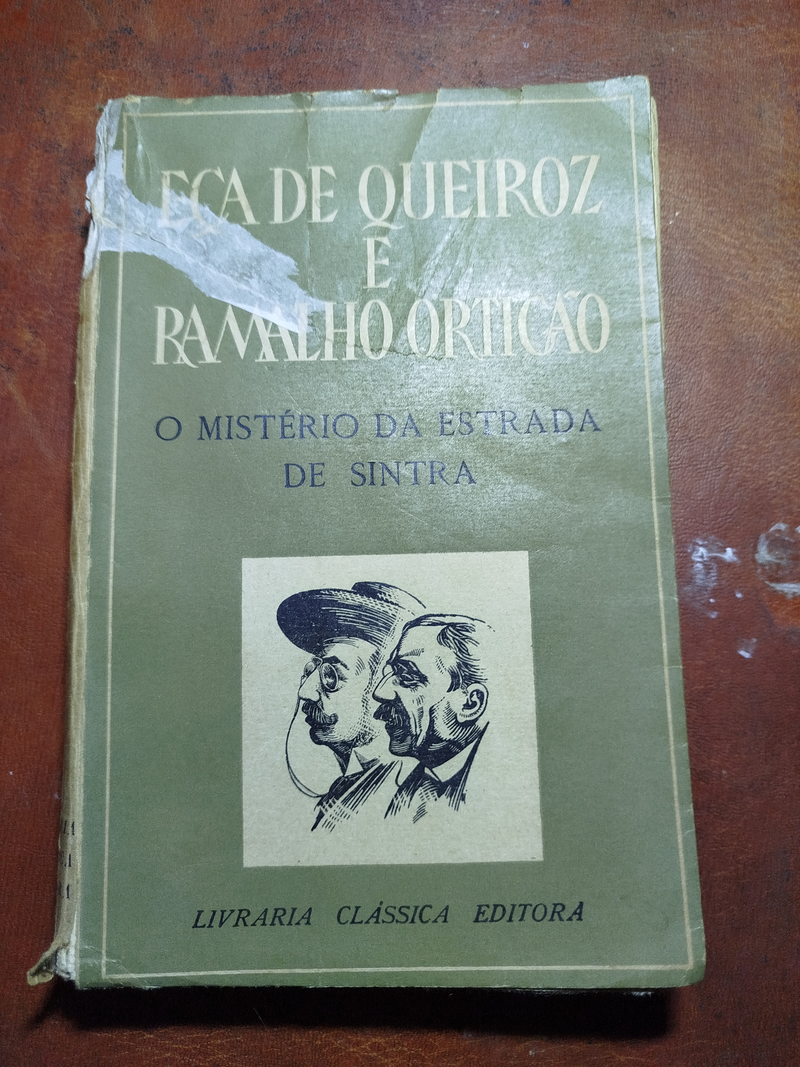 EÇA DE QUEIROZ
E
RAMALHO ORTIGÃO
O MISTÉRIO DA ESTRADA
DE SINTRA
LIVRARIA CLÁSSICA EDITORA